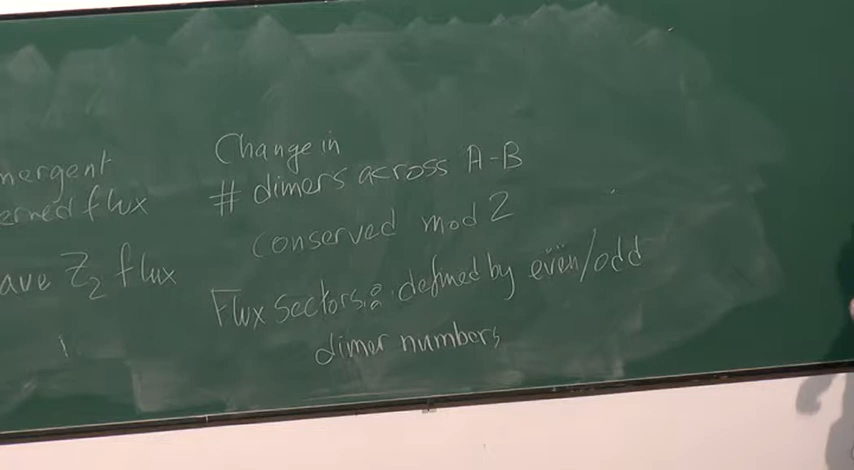 mergent
erned flux
ave Z₂ flux
Change in
# dimers across A-B
conserved mod 2
Flux Sectors: defined by even/odd
dimer numbers